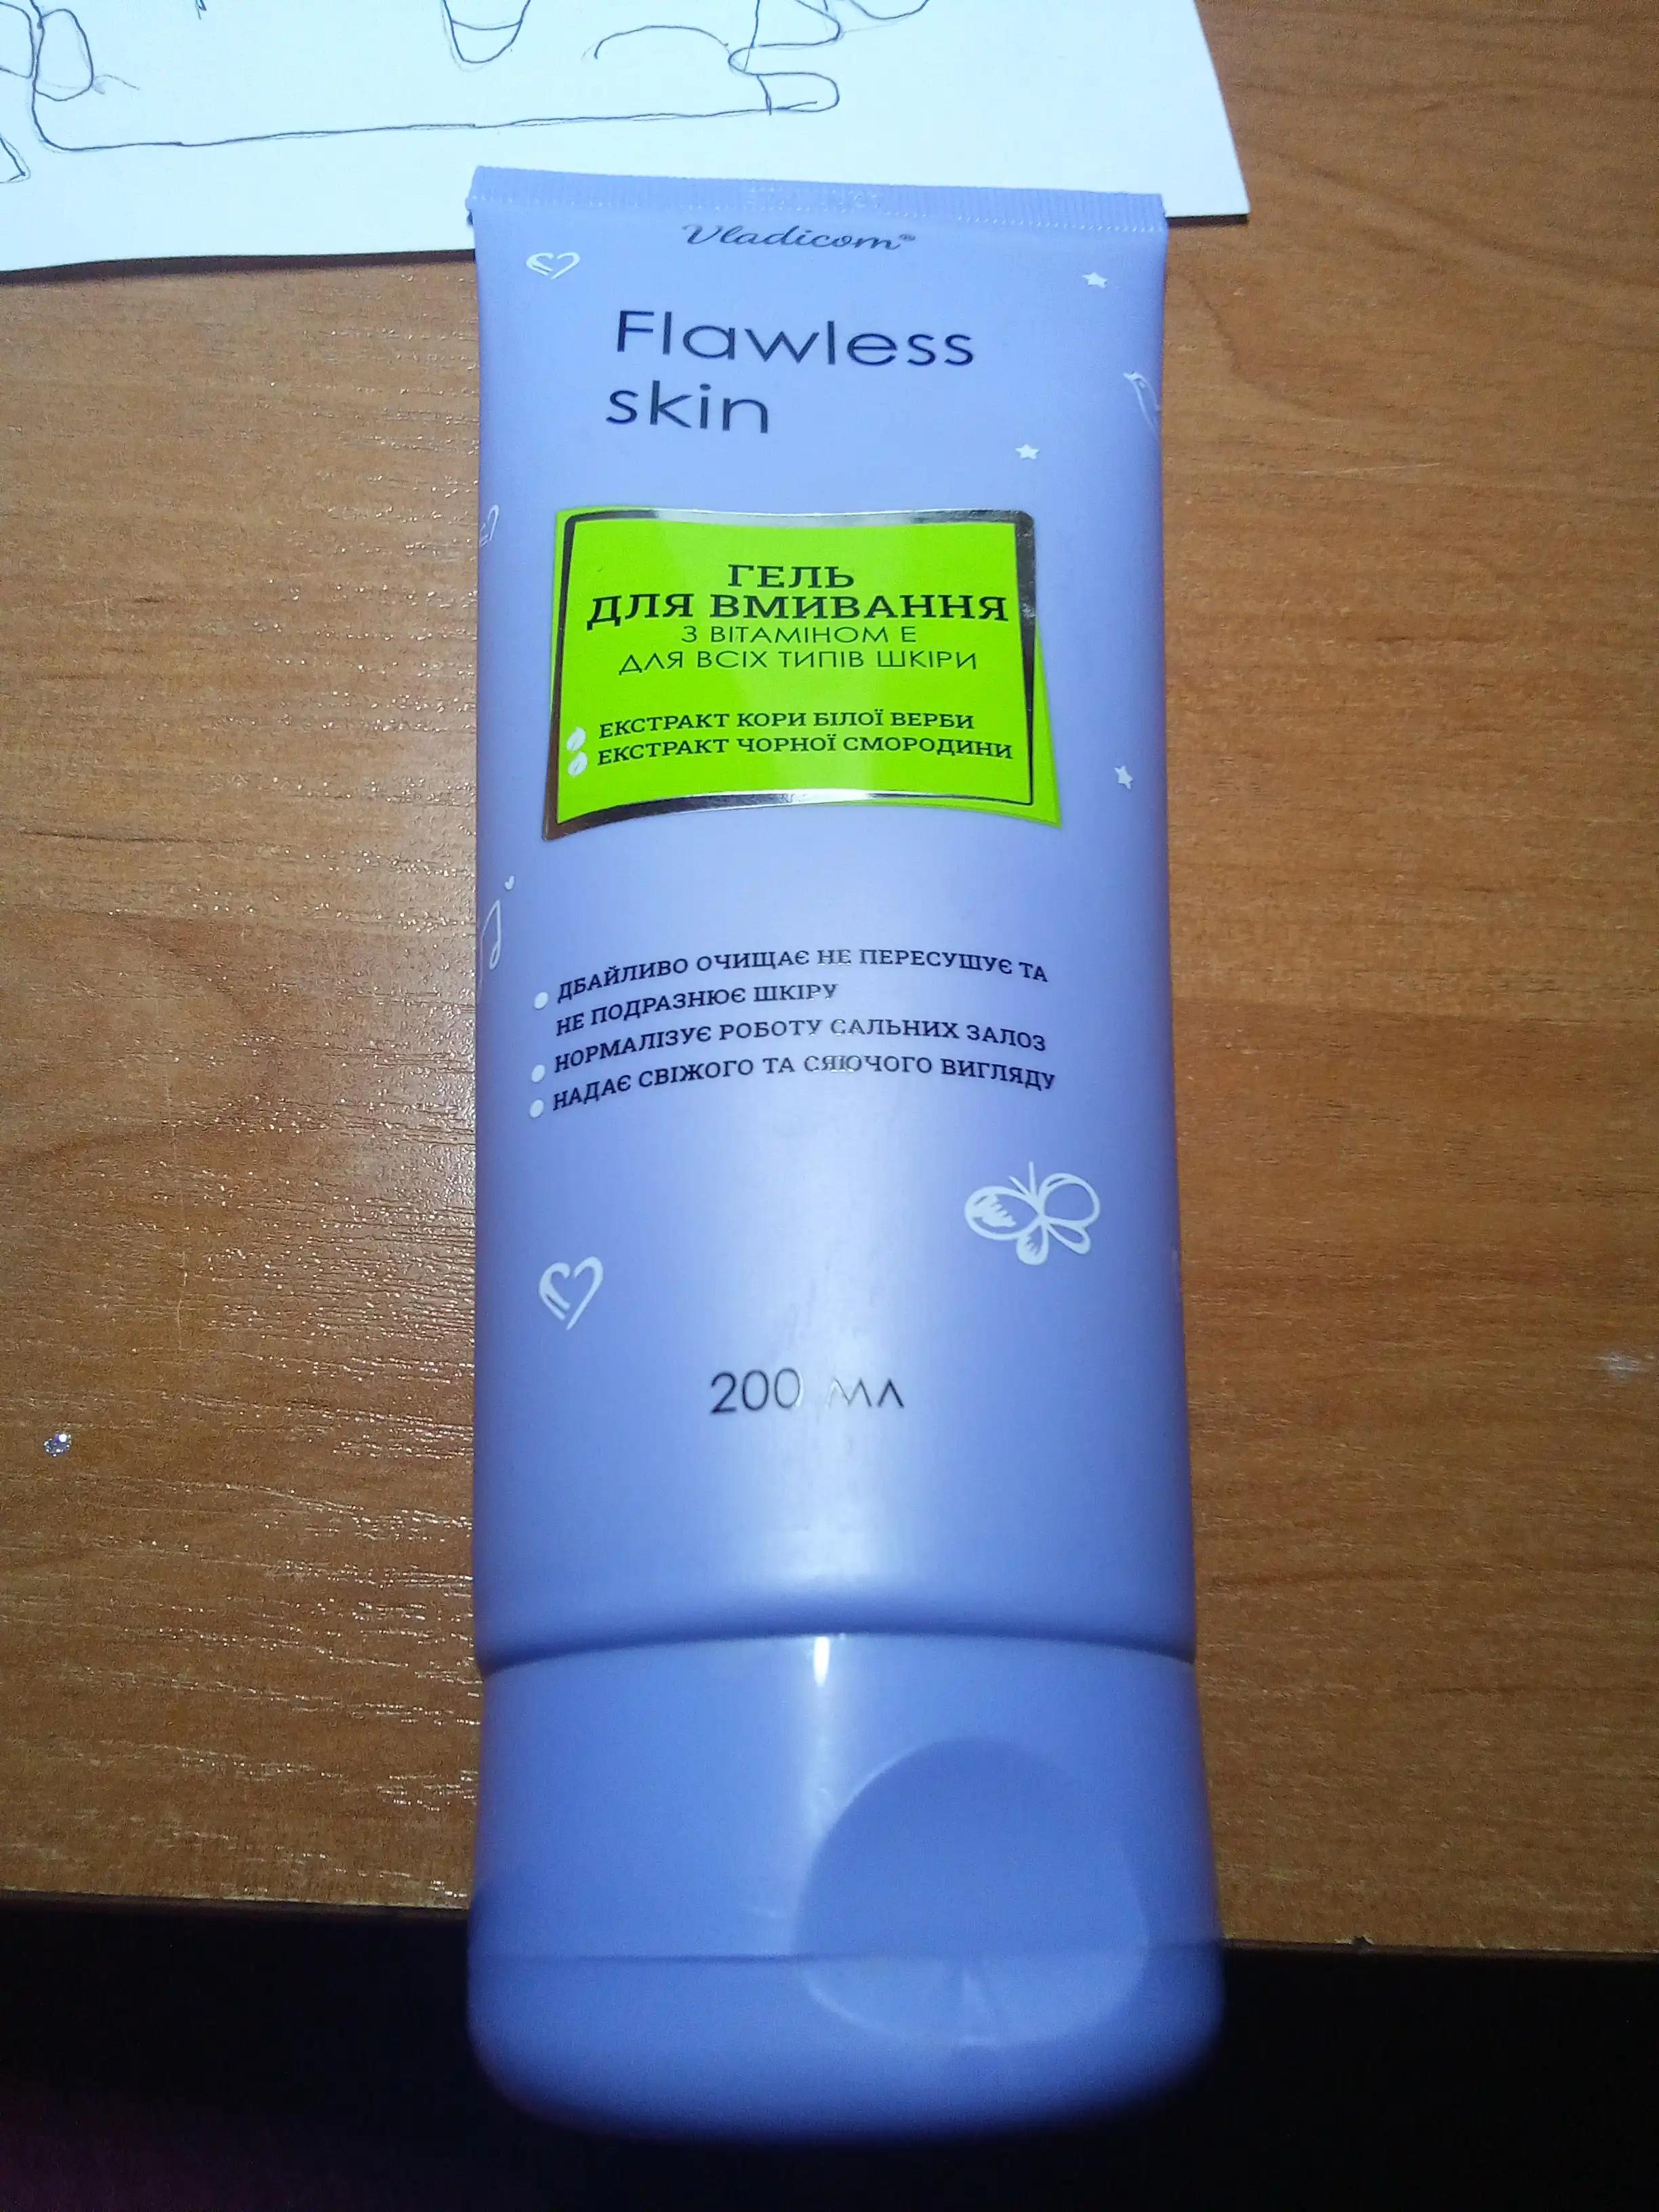 Vladicom®
Flawless
skin
ГЕЛЬ
ДЛЯ ВМИВАННЯ
З ВІТАМІНОМ Е
ДЛЯ ВСІХ ТИПІВ ШКІРИ
ЕКСТРАКТ КОРИ БІЛОЇ ВЕРБИ
ЕКСТРАКТ ЧОРНОЇ СМОРОДИНИ
ДБАЙЛИВО ОЧИЩАЄ НЕ ПЕРЕСУШУЄ ТА
НЕ ПОДРАЗНЮЄ ШКІРУ
НОРМАЛІЗУЄ РОБОТУ САЛЬНИХ ЗАЛОЗ
НАДАЄ СВІЖОГО ТА СЯЮЧОГО ВИГЛЯДУ
200 мл